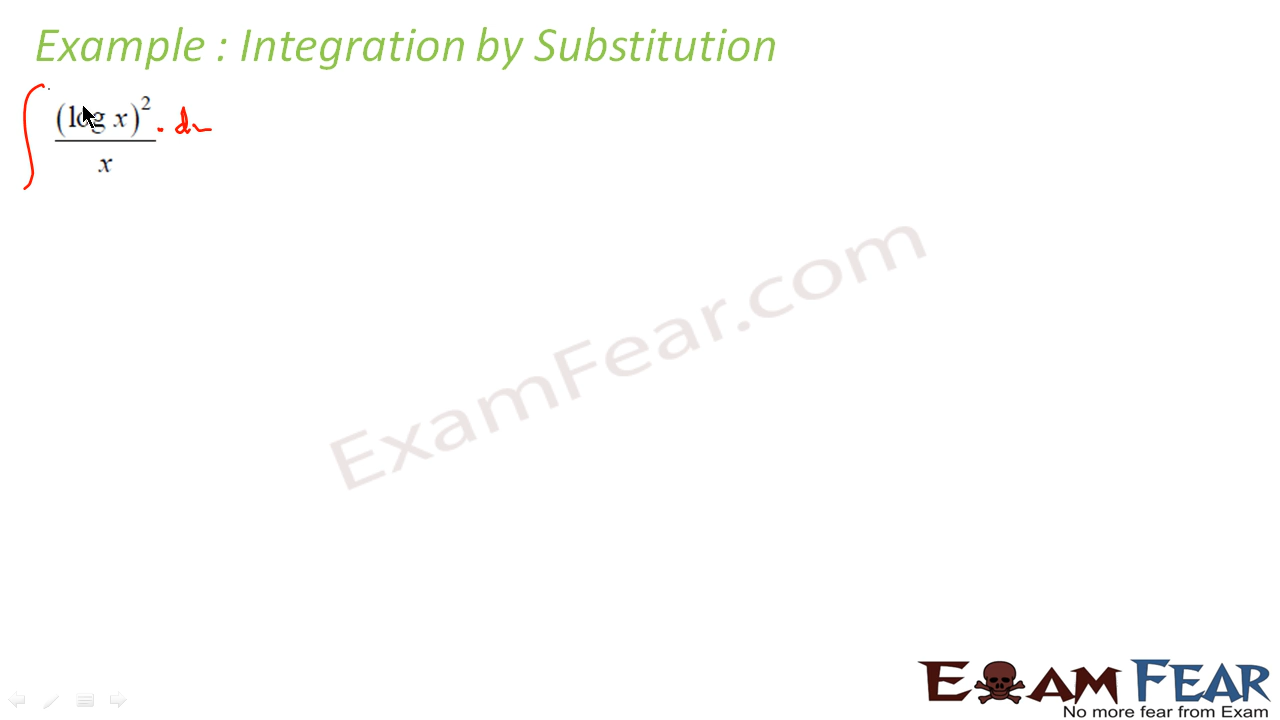 Example : Integration by Substitution
∫ (log x)² / x . dx
ExamFear.com
EXAM FEAR
No more fear from Exam